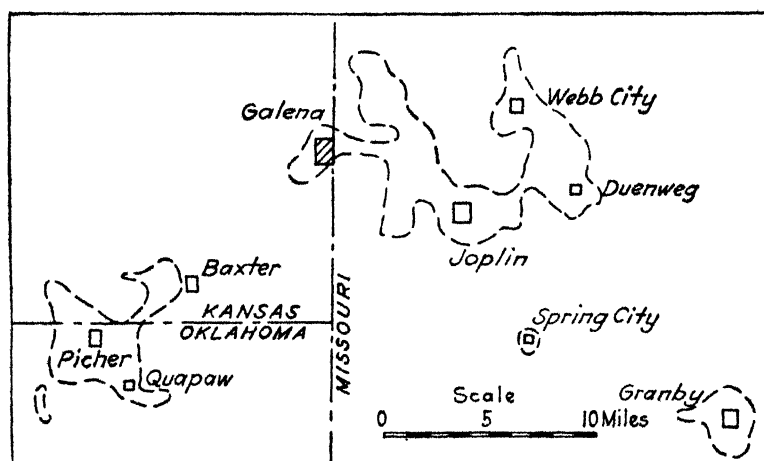 Webb City
Galena
Duenweg
Joplin
Baxter
KANSAS
OKLAHOMA
MISSOURI
Spring City
Picher
Quapaw
Granby
Scale
0 5 10 Miles